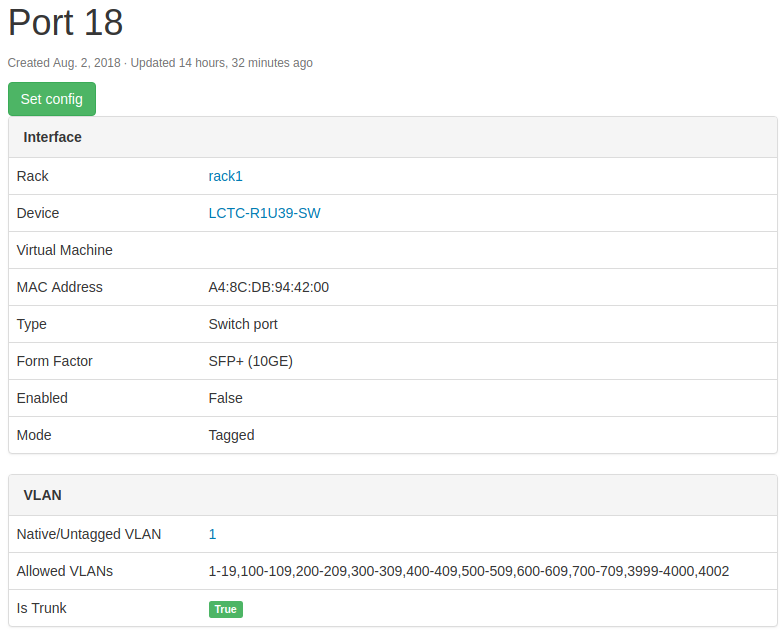 Port 18
Created Aug. 2, 2018 · Updated 14 hours, 32 minutes ago
Set config
Interface
Rack rack1
Device LCTC-R1U39-SW
Virtual Machine
MAC Address A4:8C:DB:94:42:00
Type Switch port
Form Factor SFP+ (10GE)
Enabled False
Mode Tagged
VLAN
Native/Untagged VLAN 1
Allowed VLANs 1-19,100-109,200-209,300-309,400-409,500-509,600-609,700-709,3999-4000,4002
Is Trunk True